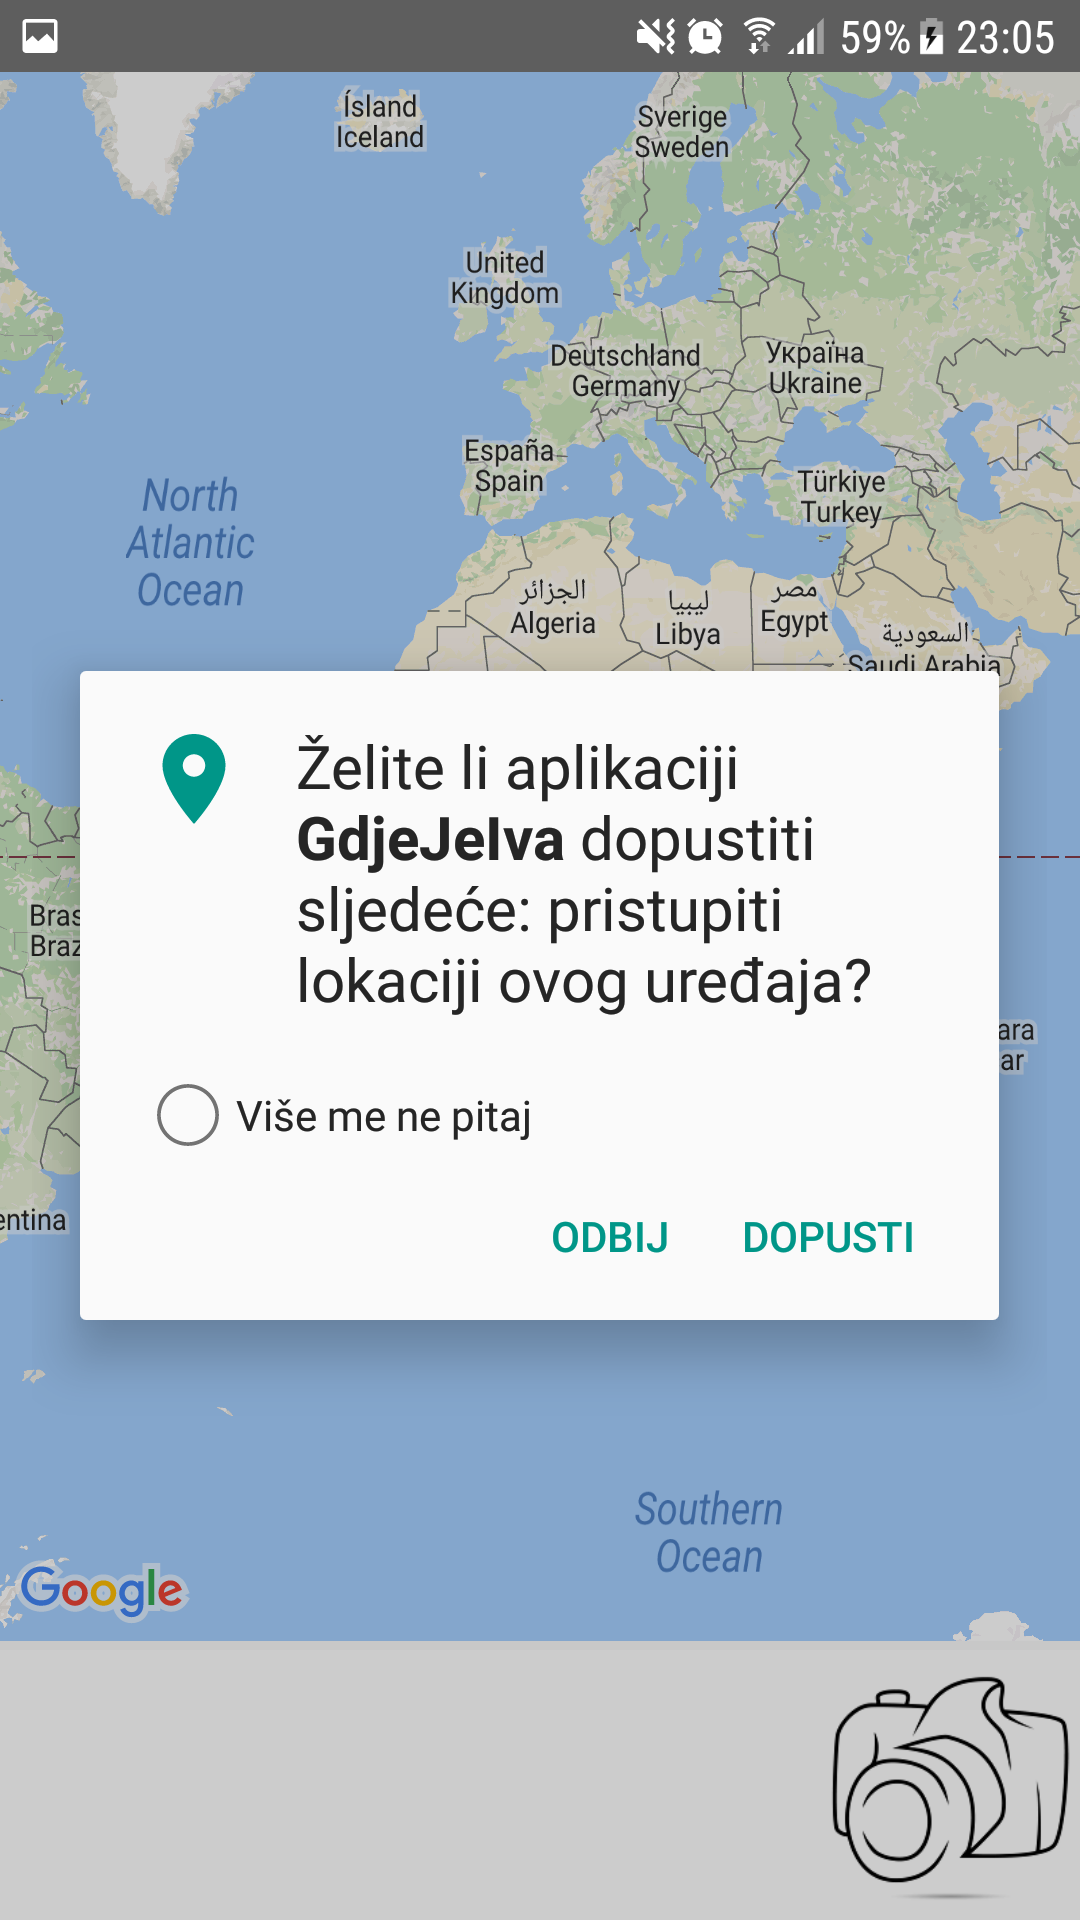 59% 23:05
Ísland
Iceland
Sverige
Sweden
United
Kingdom
Deutschland
Germany
Україна
Ukraine
España
Spain
Türkiye
Turkey
North
Atlantic
Ocean
الجزائر
Algeria
ليبيا
Libya
مصر
Egypt
السعودية
Saudi Arabia
Želite li aplikaciji
GdjeJeIva dopustiti
sljedeće: pristupiti
lokaciji ovog uređaja?
Bras
Braz
ara
ar
Više me ne pitaj
entina
ODBIJ DOPUSTI
Southern
Ocean
Google